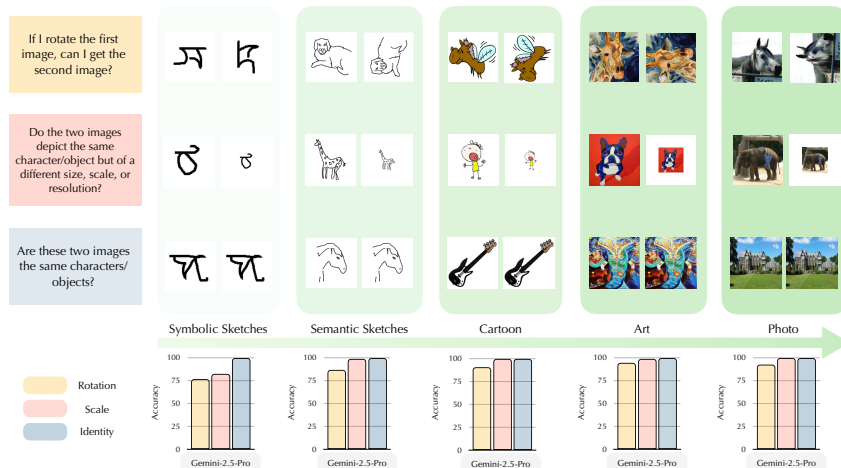 If I rotate the first
image, can I get the
second image?
Do the two images
depict the same
character/object but of a
different size, scale, or
resolution?
Are these two images
the same characters/
objects?
Symbolic Sketches
Semantic Sketches
Cartoon
Art
Photo
Rotation
Scale
Identity
Accuracy
100
75
50
25
0
Gemini-2.5-Pro
Accuracy
100
75
50
25
0
Gemini-2.5-Pro
Accuracy
100
75
50
25
0
Gemini-2.5-Pro
Accuracy
100
75
50
25
0
Gemini-2.5-Pro
Accuracy
100
75
50
25
0
Gemini-2.5-Pro